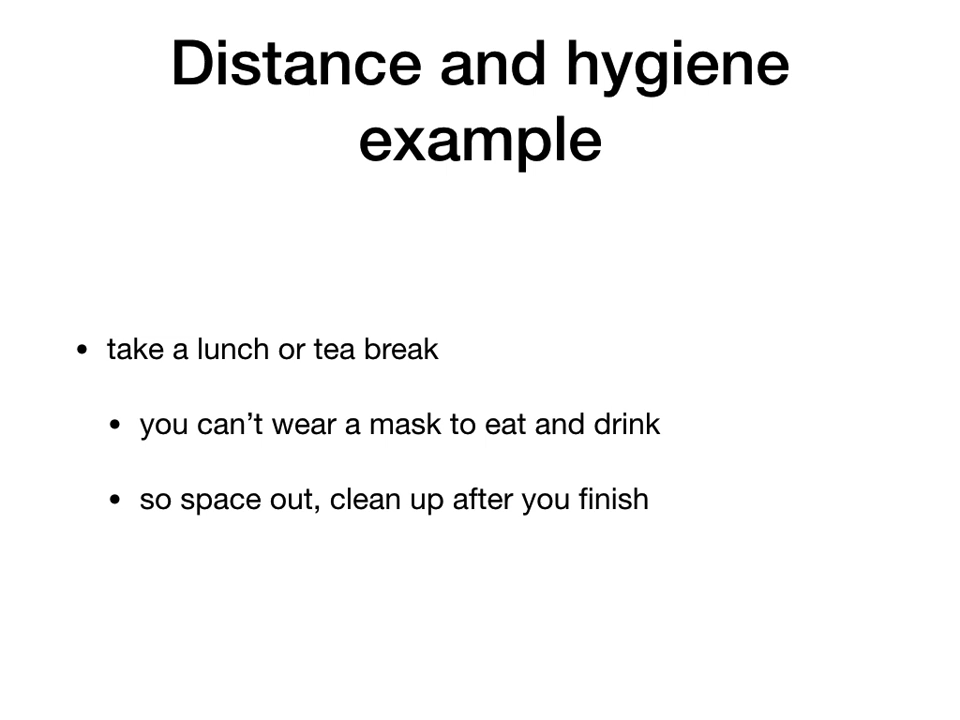 Distance and hygiene
example
• take a lunch or tea break
• you can’t wear a mask to eat and drink
• so space out, clean up after you finish